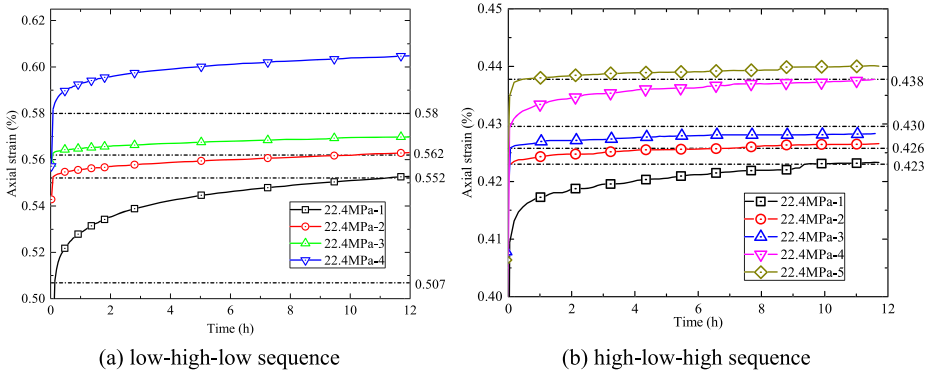 0.62
0.60
0.58
0.56
0.54
0.52
0.50
Axial strain (%)
0.58
0.562
0.552
0.507
22.4MPa-1
22.4MPa-2
22.4MPa-3
22.4MPa-4
0 2 4 6 8 10 12
Time (h)
(a) low-high-low sequence
0.45
0.44
0.43
0.42
0.41
0.40
Axial strain (%)
0.438
0.430
0.426
0.423
22.4MPa-1
22.4MPa-2
22.4MPa-3
22.4MPa-4
22.4MPa-5
0 2 4 6 8 10 12
Time (h)
(b) high-low-high sequence